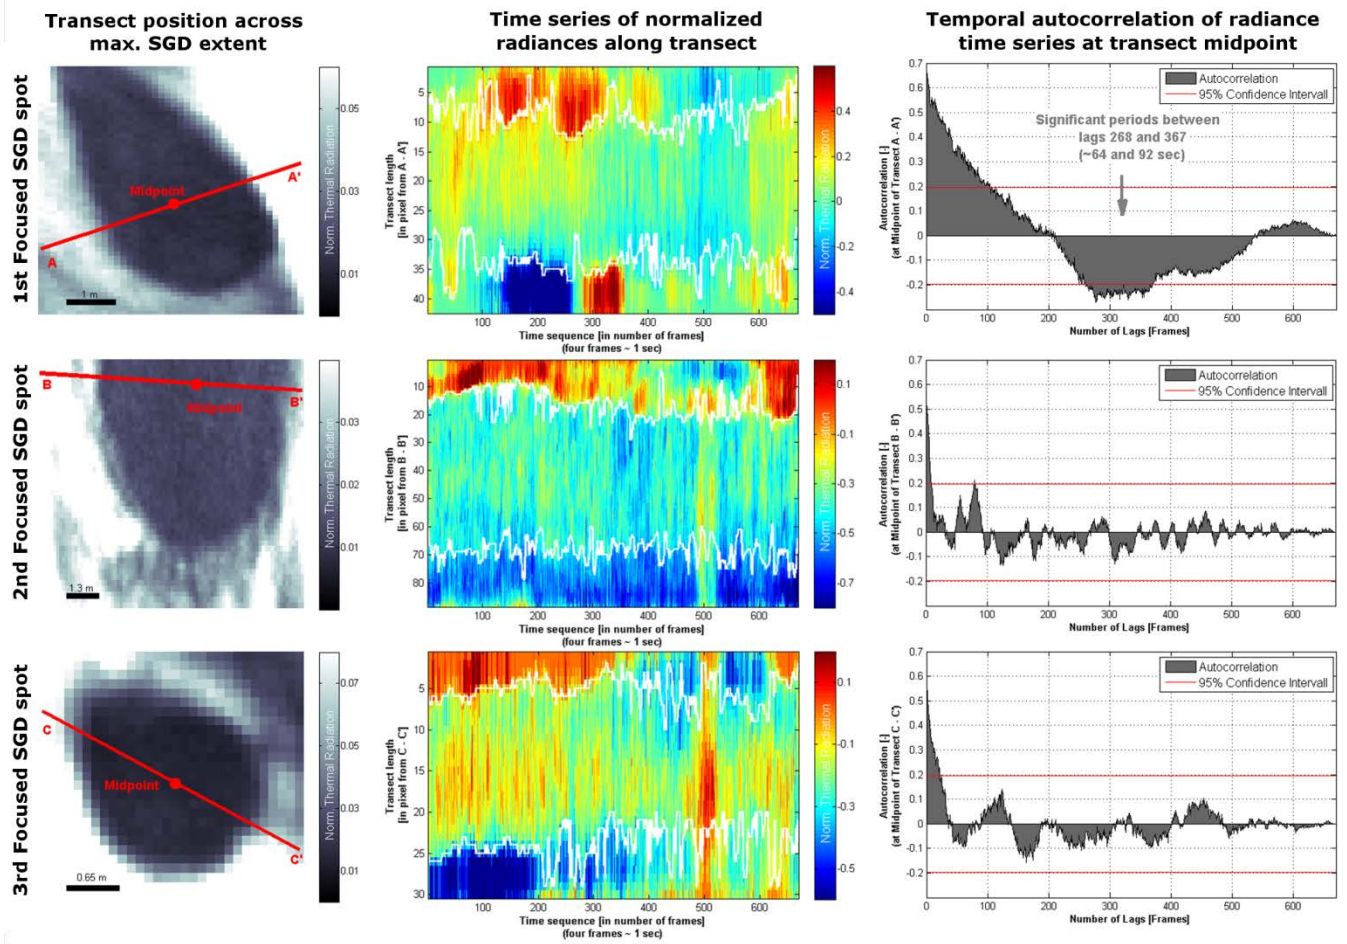 Transect position across
max. SGD extent
Time series of normalized
radiances along transect
Temporal autocorrelation of radiance
time series at transect midpoint
1st Focused SGD spot
Midpoint
A'
A
1 m
0.05
0.03
0.01
Norm. Thermal Radiation
Transect length
[in pixel from A - A']
5
10
15
20
25
30
35
40
100
200
300
400
500
600
Time sequence [in number of frames]
(four frames ~ 1 sec)
0.4
0.2
0
-0.2
-0.4
Norm. Thermal Radiation
Autocorrelation [-]
(at Midpoint of Transect A - A')
0.7
0.6
0.5
0.4
0.3
0.2
0.1
0
-0.1
-0.2
Autocorrelation
95% Confidence Intervall
Significant periods between
lags 268 and 367
(~64 and 92 sec)
0
100
200
300
400
500
600
Number of Lags [Frames]
2nd Focused SGD spot
B
Midpoint
B'
1.3 m
0.03
0.01
Norm. Thermal Radiation
Transect length
[in pixel from B - B']
10
20
30
40
50
60
70
80
100
200
300
400
500
600
Time sequence [in number of frames]
(four frames ~ 1 sec)
0.1
-0.1
-0.3
-0.5
-0.7
Norm. Thermal Radiation
Autocorrelation [-]
(at Midpoint of Transect B - B')
0.7
0.6
0.5
0.4
0.3
0.2
0.1
0
-0.1
-0.2
Autocorrelation
95% Confidence Intervall
0
100
200
300
400
500
600
Number of Lags [Frames]
3rd Focused SGD spot
C
Midpoint
C'
0.65 m
0.07
0.05
0.03
0.01
Norm. Thermal Radiation
Transect length
[in pixel from C - C']
5
10
15
20
25
30
100
200
300
400
500
600
Time sequence [in number of frames]
(four frames ~ 1 sec)
0.1
-0.1
-0.3
-0.5
Norm. Thermal Radiation
Autocorrelation [-]
(at Midpoint of Transect C - C')
0.7
0.6
0.5
0.4
0.3
0.2
0.1
0
-0.1
-0.2
Autocorrelation
95% Confidence Intervall
0
100
200
300
400
500
600
Number of Lags [Frames]